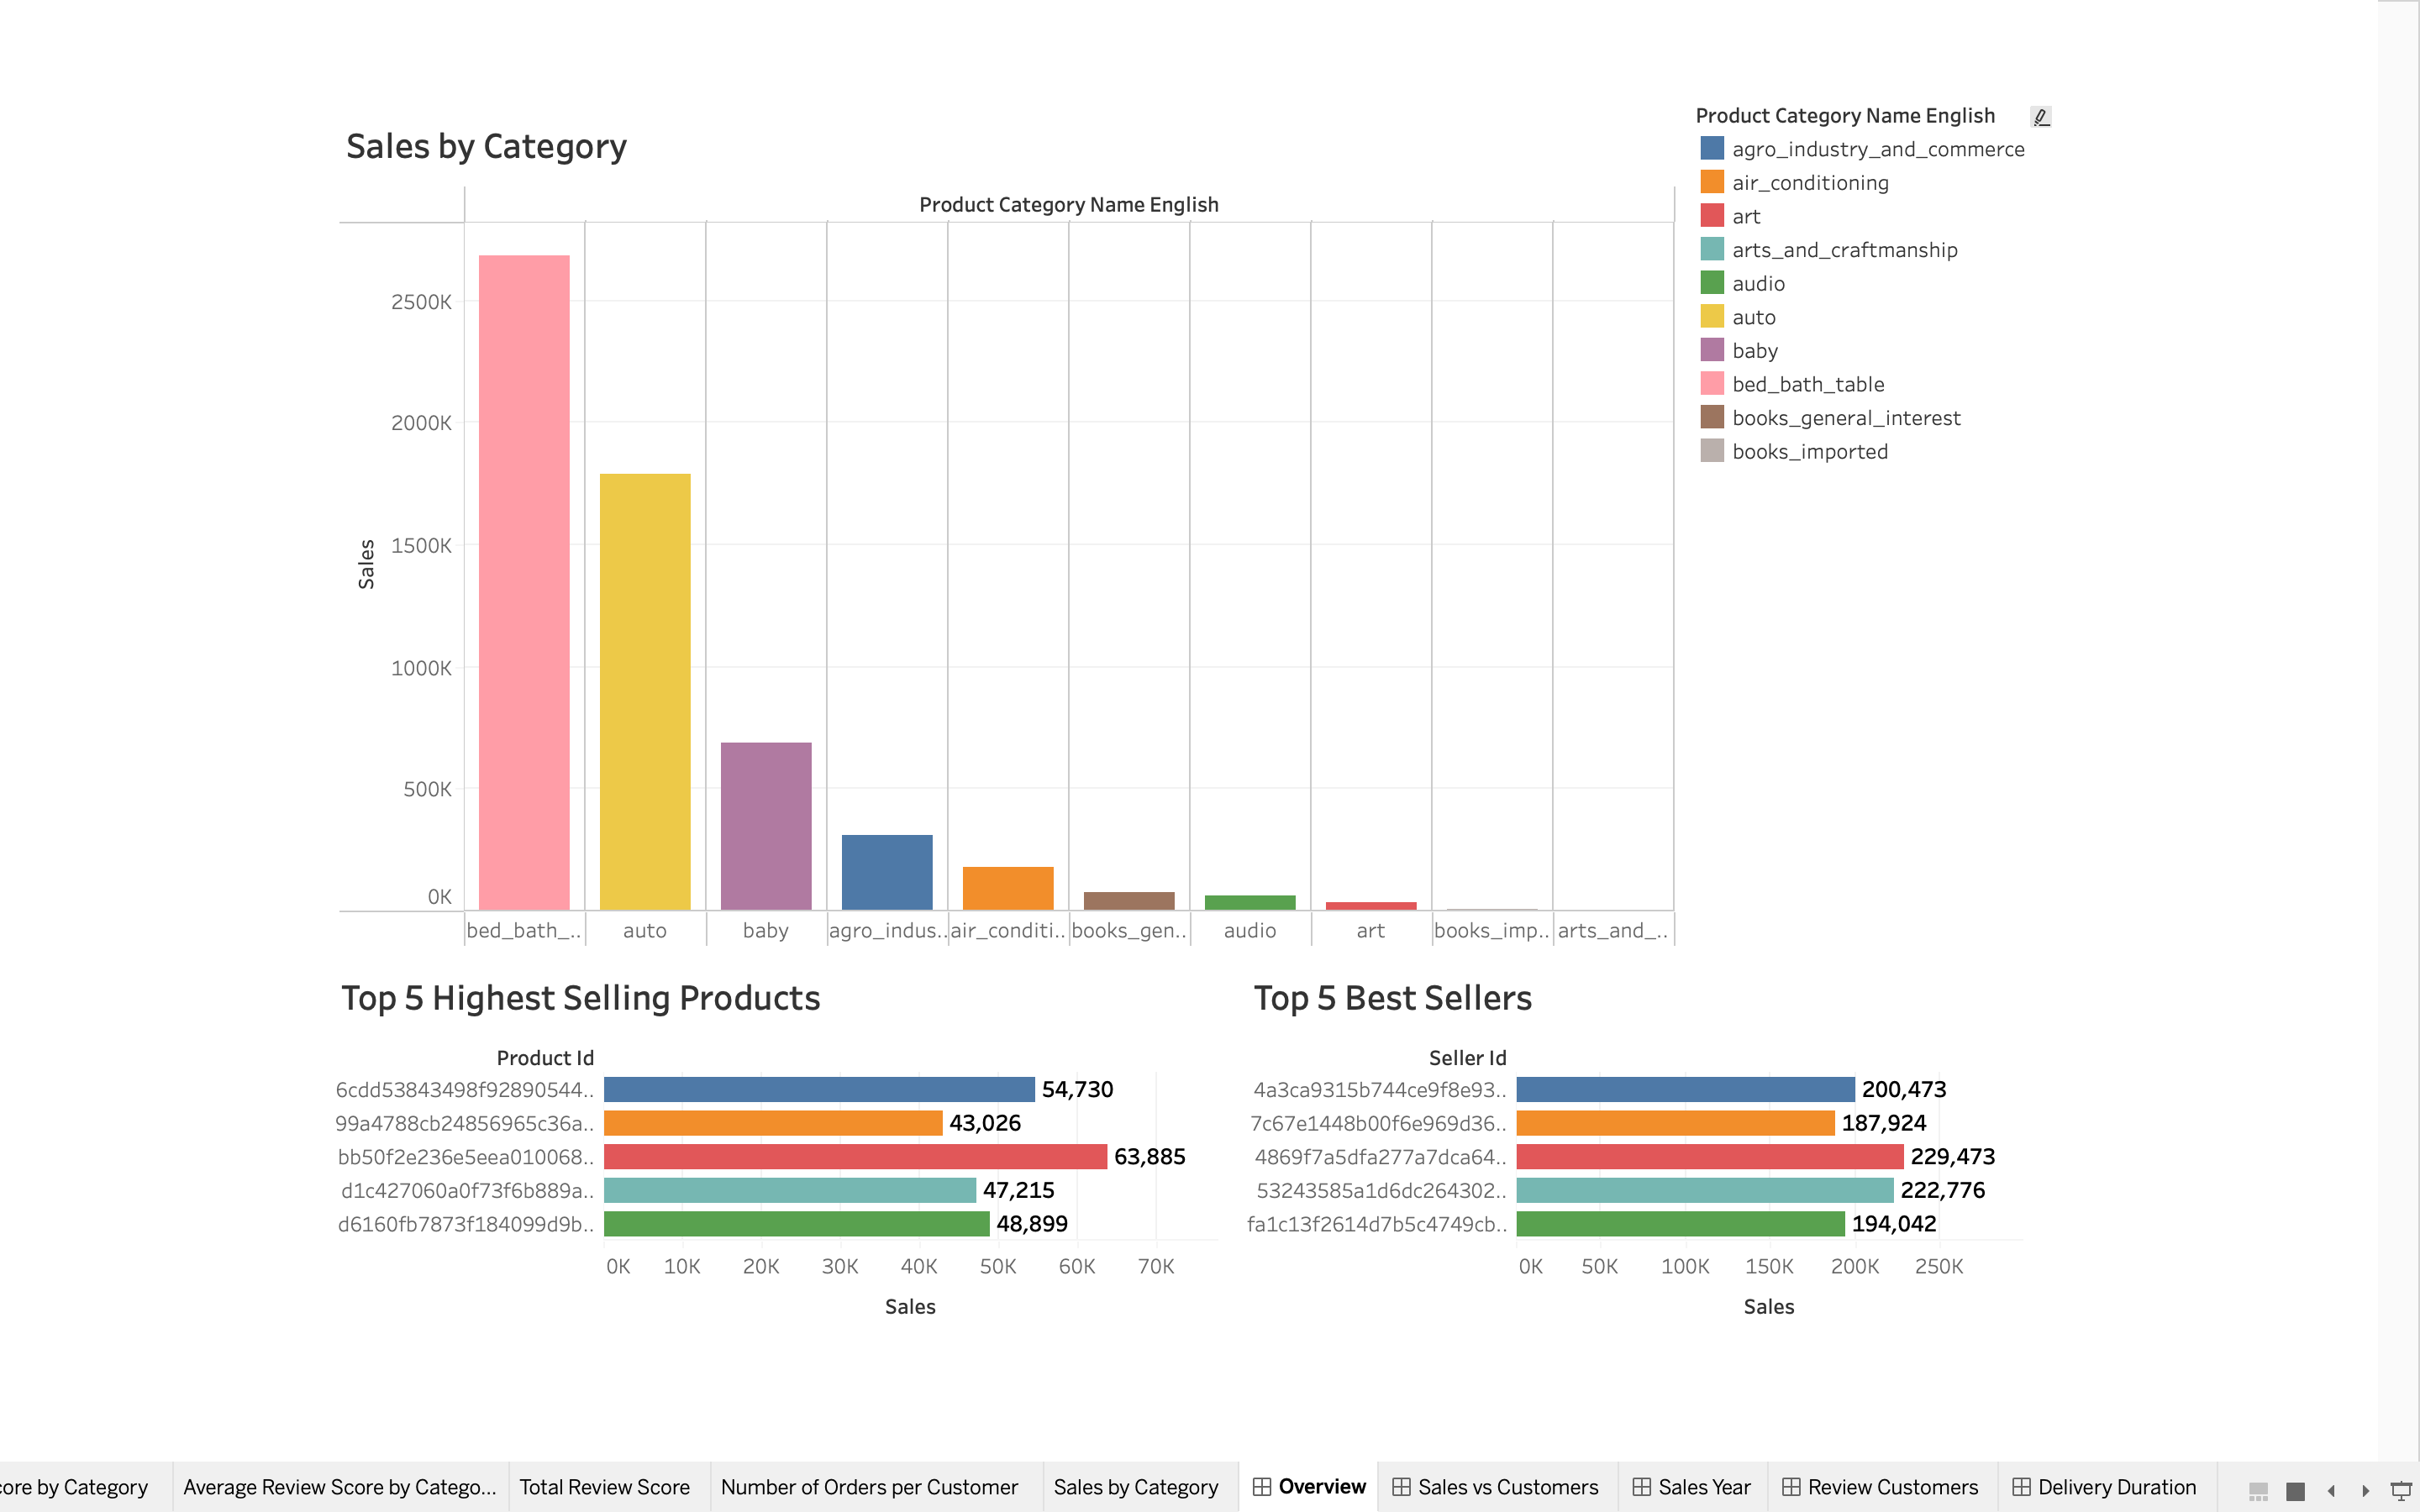 Sales by Category
Product Category Name English
2500K
2000K
1500K
1000K
500K
0K
Sales
bed_bath_.. auto baby agro_indus.. air_conditi.. books_gen.. audio art books_imp.. arts_and_..
Product Category Name English
agro_industry_and_commerce
air_conditioning
art
arts_and_craftmanship
audio
auto
baby
bed_bath_table
books_general_interest
books_imported
Top 5 Highest Selling Products
Product Id
6cdd53843498f92890544.. 54,730
99a4788cb24856965c36a.. 43,026
bb50f2e236e5eea010068.. 63,885
d1c427060a0f73f6b889a.. 47,215
d6160fb7873f184099d9b.. 48,899
0K 10K 20K 30K 40K 50K 60K 70K
Sales
Top 5 Best Sellers
Seller Id
4a3ca9315b744ce9f8e93.. 200,473
7c67e1448b00f6e969d36.. 187,924
4869f7a5dfa277a7dca64.. 229,473
53243585a1d6dc264302.. 222,776
fa1c13f2614d7b5c4749cb.. 194,042
0K 50K 100K 150K 200K 250K
Sales
core by Category Average Review Score by Catego... Total Review Score Number of Orders per Customer Sales by Category Overview Sales vs Customers Sales Year Review Customers Delivery Duration